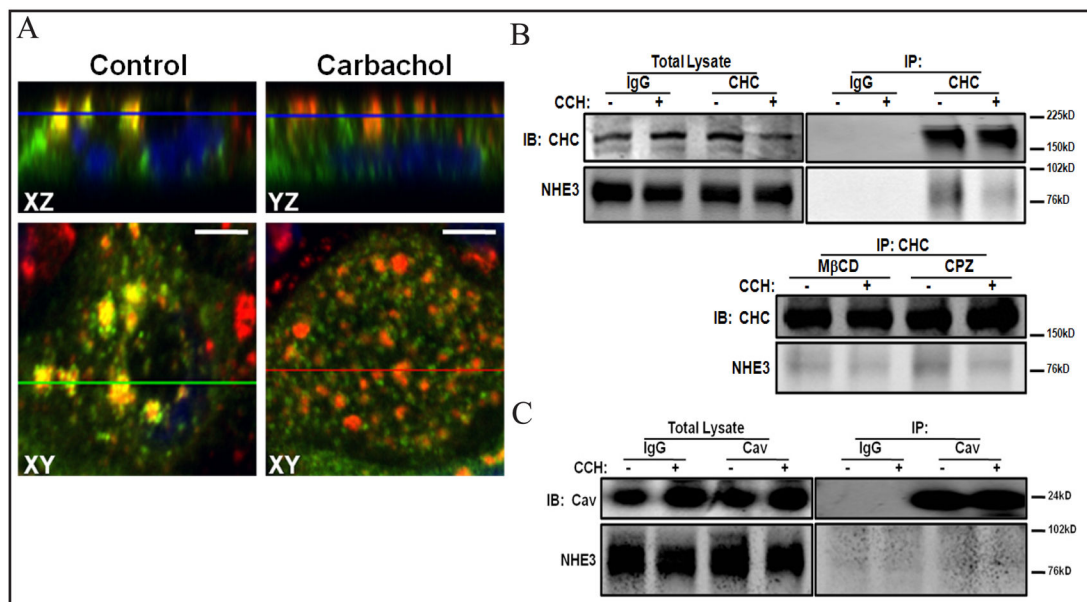 A
Control
Carbachol
XZ
YZ
XY
XY
B
Total Lysate
IP:
IgG
CHC
IgG
CHC
CCH: - + - + - + - +
225kD
IB: CHC
150kD
102kD
NHE3
76kD
IP: CHC
MβCD
CPZ
CCH: - + - +
IB: CHC
150kD
NHE3
76kD
C
Total Lysate
IP:
IgG
Cav
IgG
Cav
CCH: - + - + - + - +
IB: Cav
24kD
102kD
NHE3
76kD